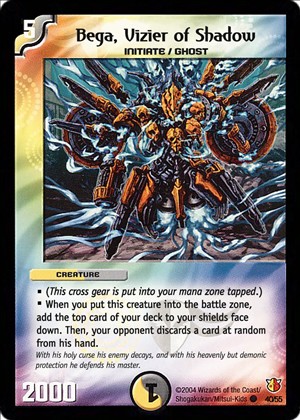 5
Bega, Vizier of Shadow
INITIATE / GHOST
CREATURE
• (This cross gear is put into your mana zone tapped.)
• When you put this creature into the battle zone,
add the top card of your deck to your shields face
down. Then, your opponent discards a card at random
from his hand.
With his holy curse his enemy decays, and with his heavenly but demonic
properity he defends his master.
2000
©2004 Wizards of the Coast/
Shogakukan/Mitsui-Kids
40/55